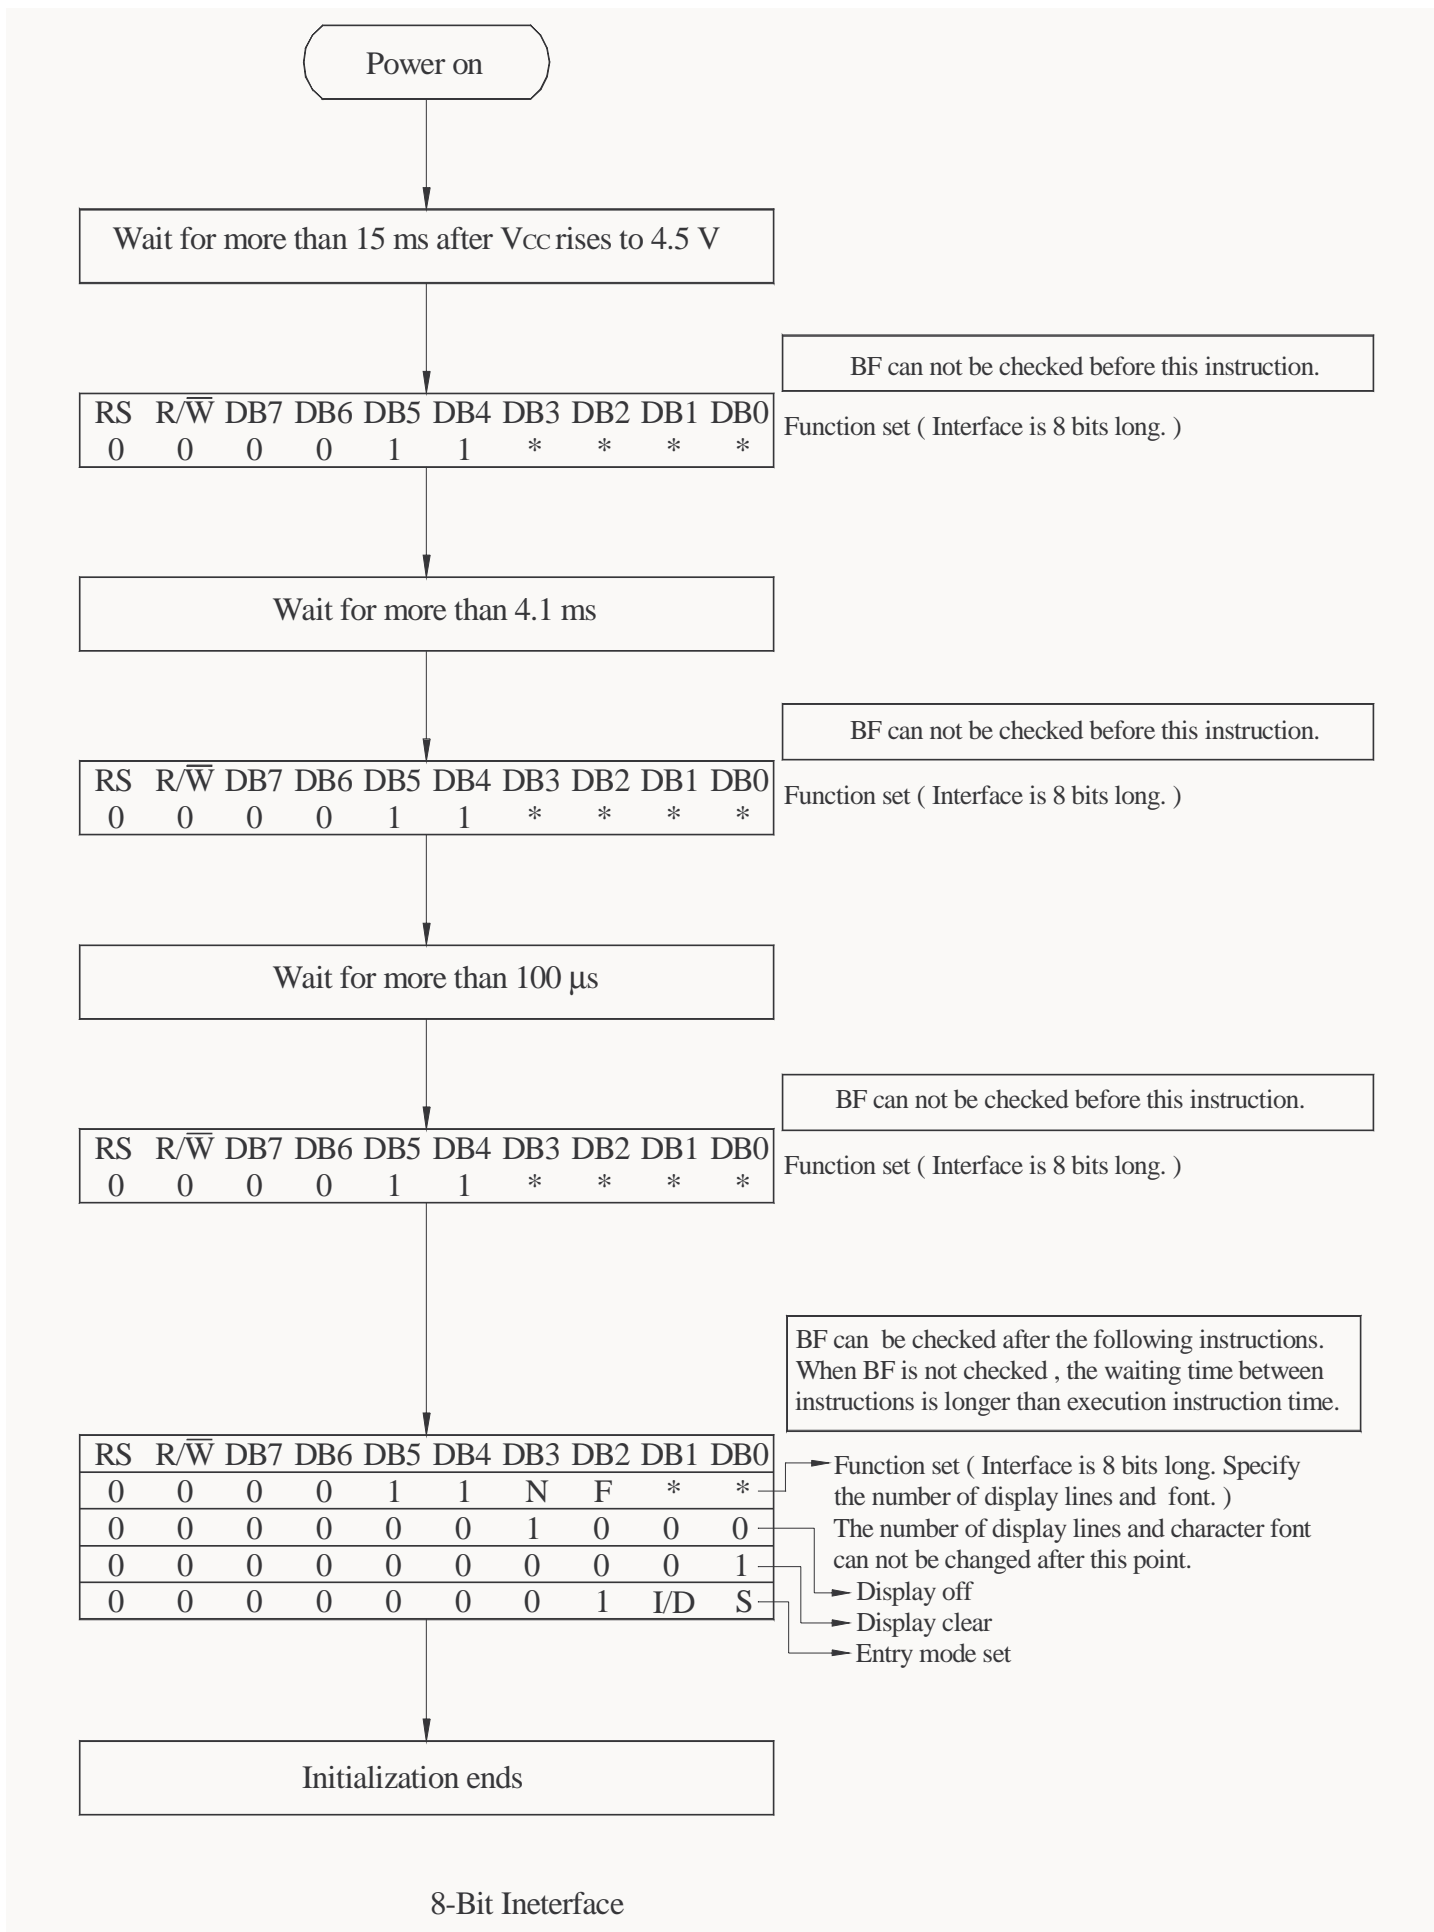 Power on
Wait for more than 15 ms after VCC rises to 4.5 V
BF can not be checked before this instruction.
RS R/W̅ DB7 DB6 DB5 DB4 DB3 DB2 DB1 DB0
0 0 0 0 1 1 * * * *
Function set ( Interface is 8 bits long. )
Wait for more than 4.1 ms
BF can not be checked before this instruction.
RS R/W̅ DB7 DB6 DB5 DB4 DB3 DB2 DB1 DB0
0 0 0 0 1 1 * * * *
Function set ( Interface is 8 bits long. )
Wait for more than 100 µs
BF can not be checked before this instruction.
RS R/W̅ DB7 DB6 DB5 DB4 DB3 DB2 DB1 DB0
0 0 0 0 1 1 * * * *
Function set ( Interface is 8 bits long. )
BF can be checked after the following instructions.
When BF is not checked , the waiting time between
instructions is longer than execution instruction time.
RS R/W̅ DB7 DB6 DB5 DB4 DB3 DB2 DB1 DB0
0 0 0 0 1 1 N F * *
0 0 0 0 0 0 1 0 0 0
0 0 0 0 0 0 0 0 0 1
0 0 0 0 0 0 0 1 I/D S
Function set ( Interface is 8 bits long. Specify
the number of display lines and font. )
The number of display lines and character font
can not be changed after this point.
Display off
Display clear
Entry mode set
Initialization ends
8-Bit Ineterface